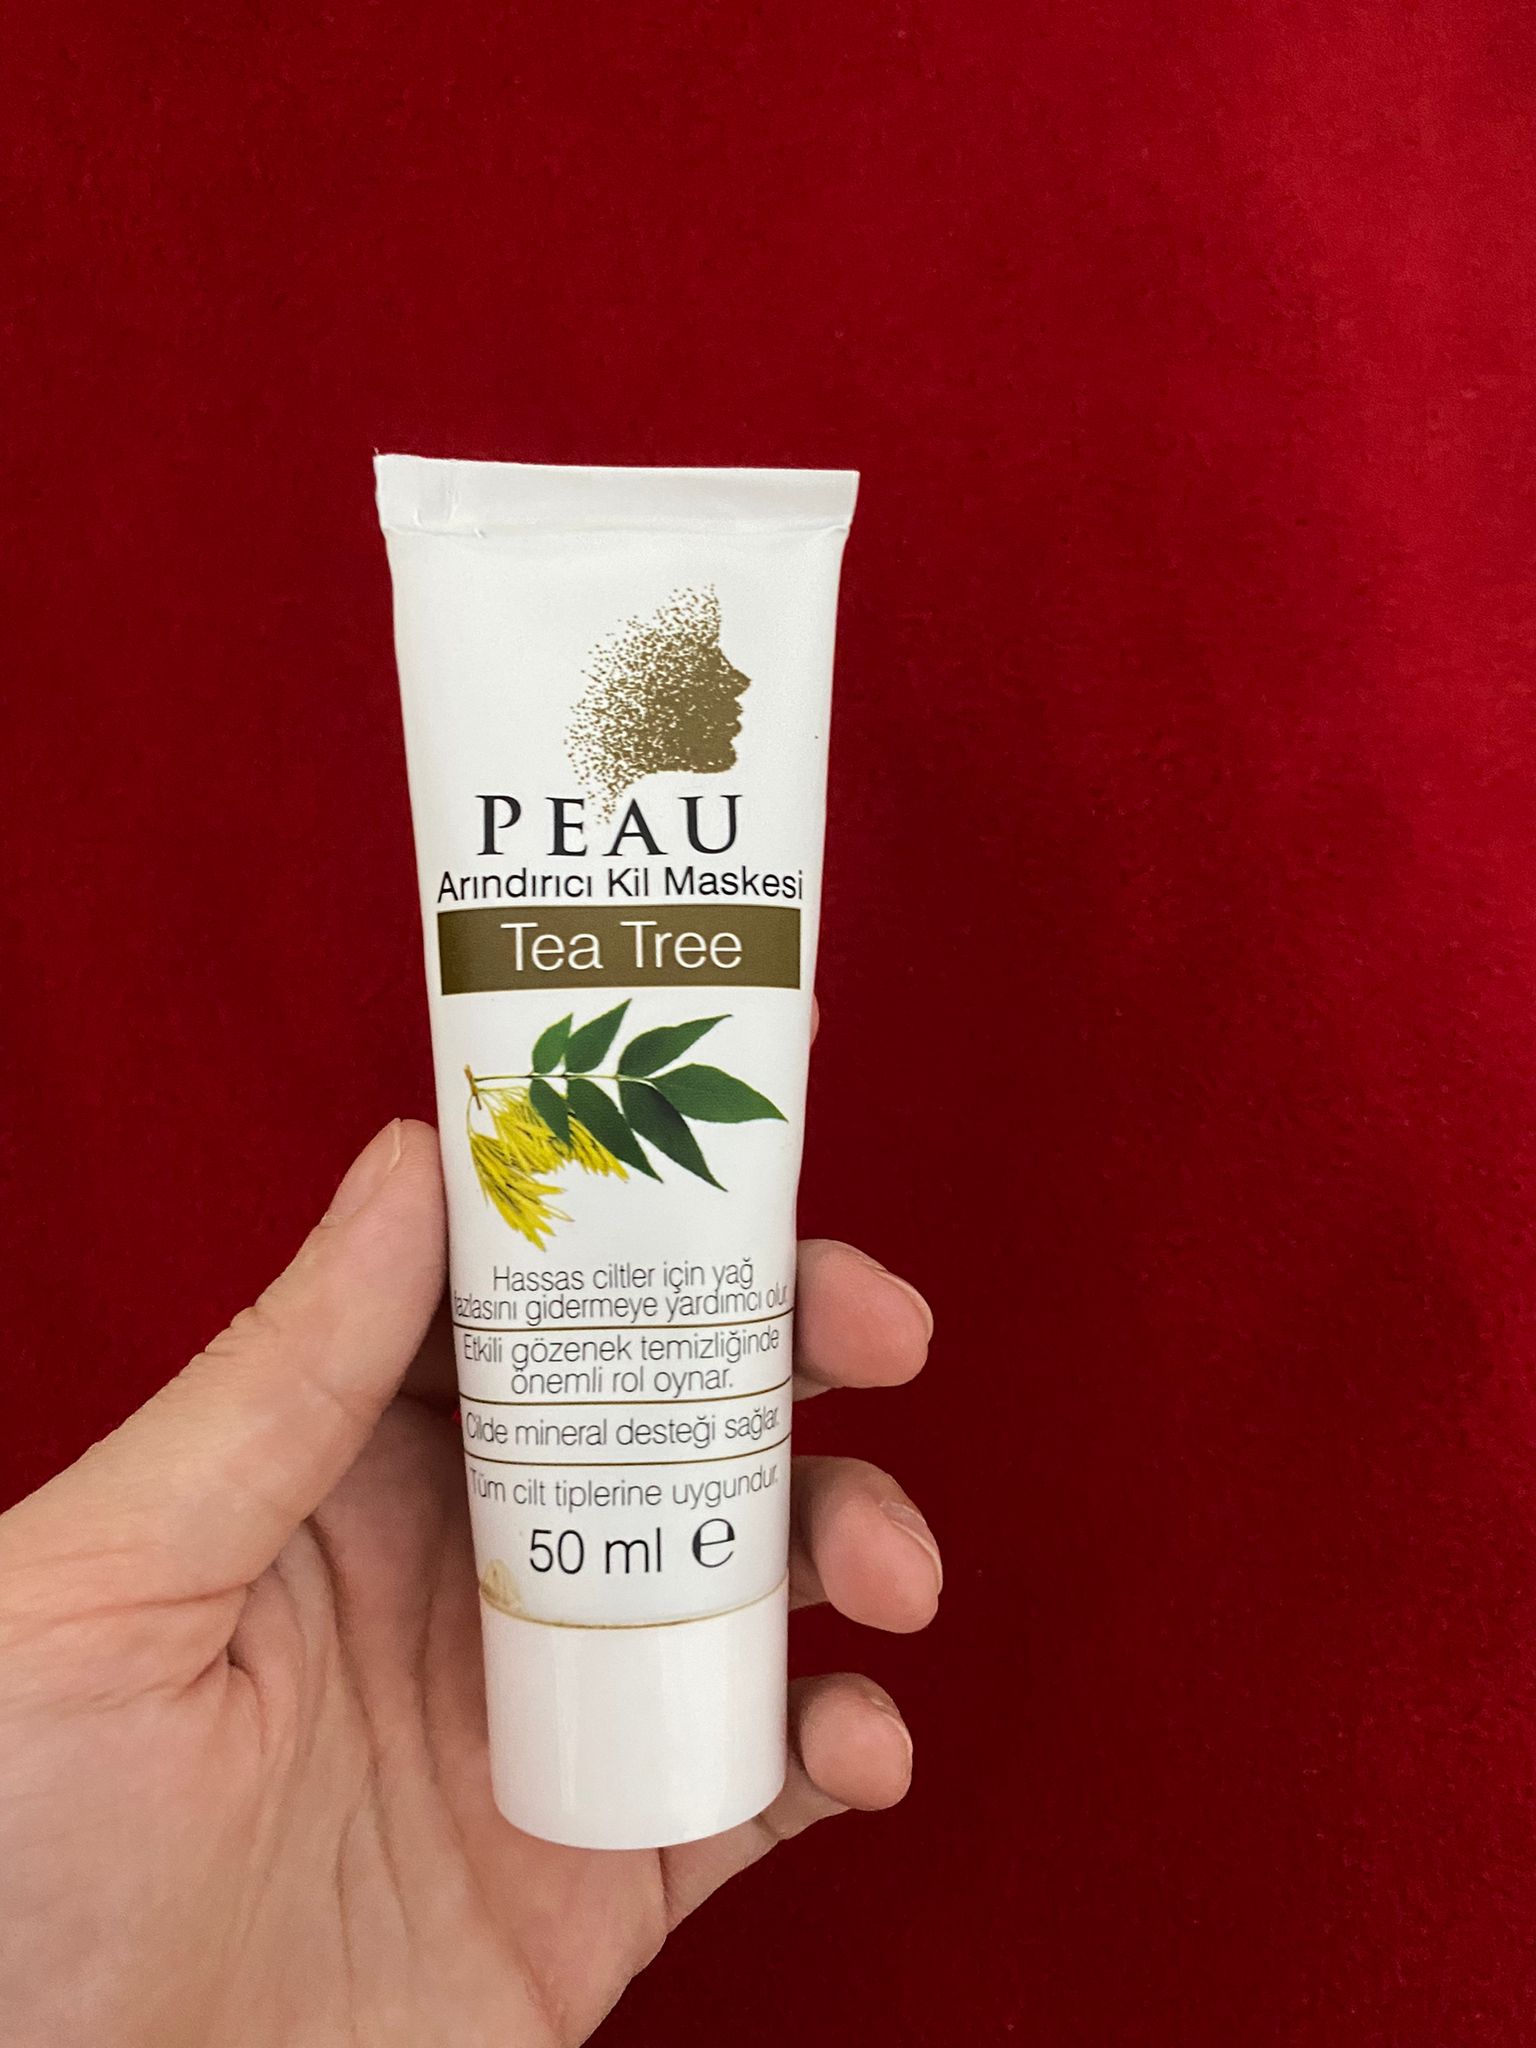 PEAU
Arındırıcı Kil Maskesi
Tea Tree
Hassas ciltler için yağ
fazlasını gidermeye yardımcı olur.
Etkili gözenek temizliğinde
önemli rol oynar.
Cilde mineral desteği sağlar.
Tüm cilt tiplerine uygundur.
50 ml ℮